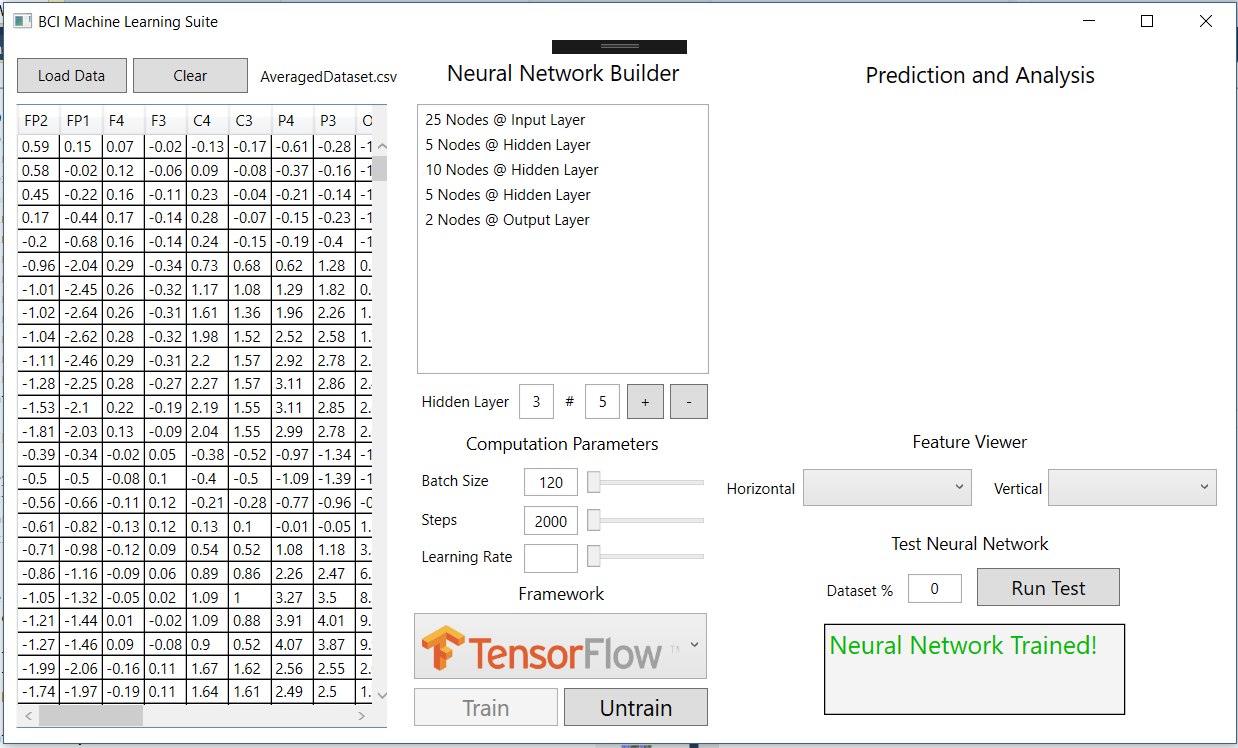 BCI Machine Learning Suite
Load Data Clear AveragedDataset.csv
FP2 FP1 F4 F3 C4 C3 P4 P3 O
0.59 0.15 0.07 -0.02 -0.13 -0.17 -0.61 -0.28 -1
0.58 -0.02 0.12 -0.06 0.09 -0.08 -0.37 -0.16 -1
0.45 -0.22 0.16 -0.11 0.23 -0.04 -0.21 -0.14 -1
0.17 -0.44 0.17 -0.14 0.28 -0.07 -0.15 -0.23 -1
-0.2 -0.68 0.16 -0.14 0.24 -0.15 -0.19 -0.4 -1
-0.96 -2.04 0.29 -0.34 0.73 0.68 0.62 1.28 0.
-1.01 -2.45 0.26 -0.32 1.17 1.08 1.29 1.82 0.
-1.02 -2.64 0.26 -0.31 1.61 1.36 1.96 2.26 1.
-1.04 -2.62 0.28 -0.32 1.98 1.52 2.52 2.58 1.
-1.11 -2.46 0.29 -0.31 2.2 1.57 2.92 2.78 2.
-1.28 -2.25 0.28 -0.27 2.27 1.57 3.11 2.86 2.
-1.53 -2.1 0.22 -0.19 2.19 1.55 3.11 2.85 2.
-1.81 -2.03 0.13 -0.09 2.04 1.55 2.99 2.78 2.
-0.39 -0.34 -0.02 0.05 -0.38 -0.52 -0.97 -1.34 -1
-0.5 -0.5 -0.08 0.1 -0.4 -0.5 -1.09 -1.39 -1
-0.56 -0.66 -0.11 0.12 -0.21 -0.28 -0.77 -0.96 -0
-0.61 -0.82 -0.13 0.12 0.13 0.1 -0.01 -0.05 1.
-0.71 -0.98 -0.12 0.09 0.54 0.52 1.08 1.18 3.
-0.86 -1.16 -0.09 0.06 0.89 0.86 2.26 2.47 6.
-1.05 -1.32 -0.05 0.02 1.09 1 3.27 3.5 8.
-1.21 -1.44 0.01 -0.02 1.09 0.88 3.91 4.01 9.
-1.27 -1.46 0.09 -0.08 0.9 0.52 4.07 3.87 9.
-1.99 -2.06 -0.16 0.11 1.67 1.62 2.56 2.55 2.
-1.74 -1.97 -0.19 0.11 1.64 1.61 2.49 2.5 1.
Neural Network Builder
25 Nodes @ Input Layer
5 Nodes @ Hidden Layer
10 Nodes @ Hidden Layer
5 Nodes @ Hidden Layer
2 Nodes @ Output Layer
Hidden Layer 3 # 5 + -
Computation Parameters
Batch Size 120
Steps 2000
Learning Rate
Framework
TensorFlow TM
Train Untrain
Prediction and Analysis
Feature Viewer
Horizontal Vertical
Test Neural Network
Dataset % 0 Run Test
Neural Network Trained!